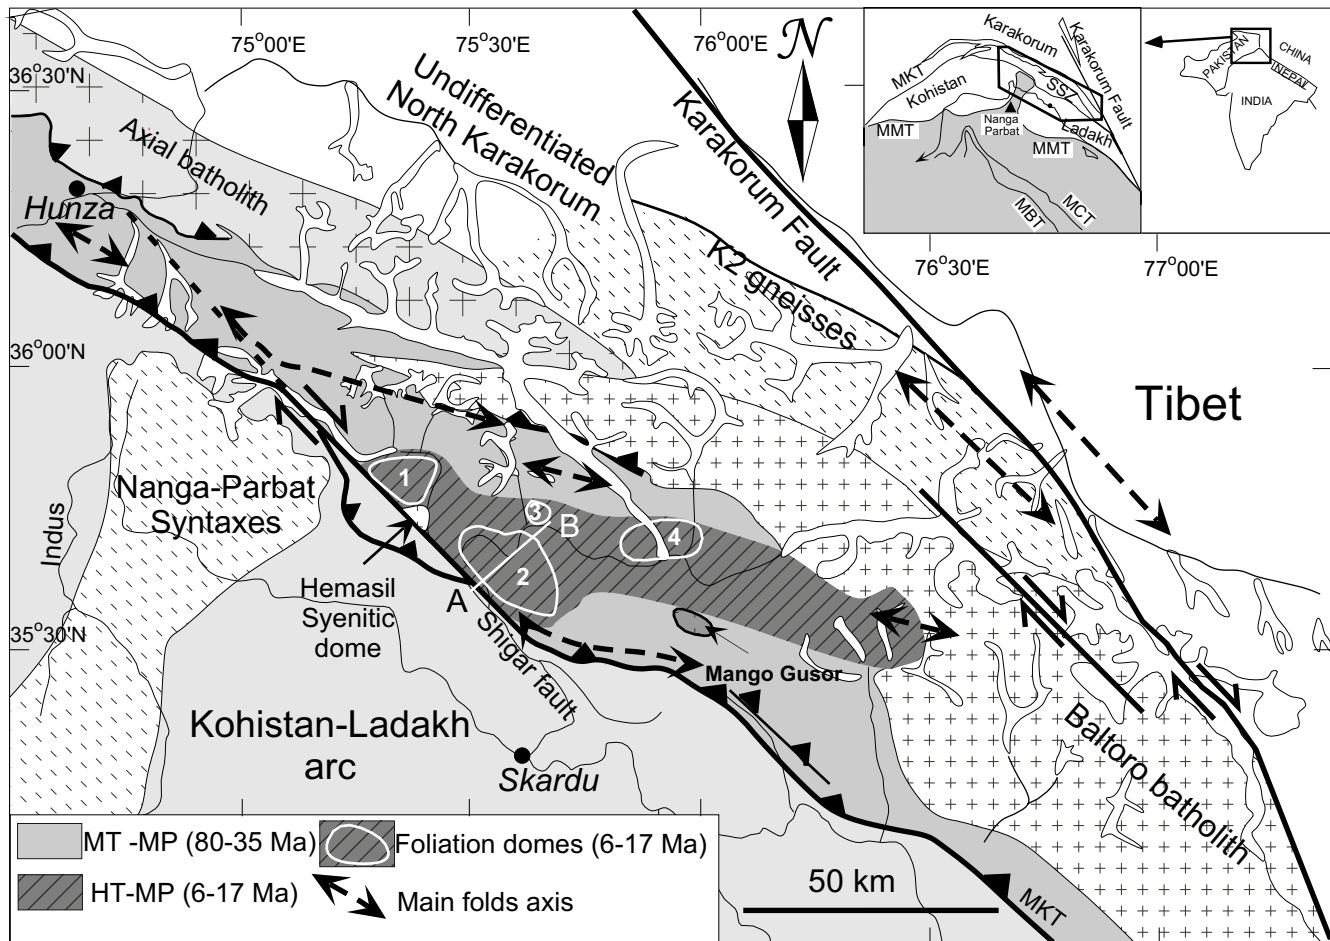 75°00'E
75°30'E
76°00'E
N
36°30'N
Undifferentiated
North Karakorum
Axial batholith
Hunza
Karakorum Fault
K2 gneisses
Karakorum
Karakorum Fault
MKT
Kohistan
SSZ
Nanga
Parbat
Ladakh
MMT
MMT
MBT
MCT
PAKISTAN
CHINA
NEPAL
INDIA
76°30'E
77°00'E
36°00'N
Tibet
Nanga-Parbat
Syntaxes
Indus
1
3
B
4
2
A
Hemasil
Syenitic
dome
35°30'N
Shigar fault
Mango Gusor
Kohistan-Ladakh
arc
Skardu
Baltoro batholith
MKT
MT -MP (80-35 Ma)
Foliation domes (6-17 Ma)
HT-MP (6-17 Ma)
Main folds axis
50 km